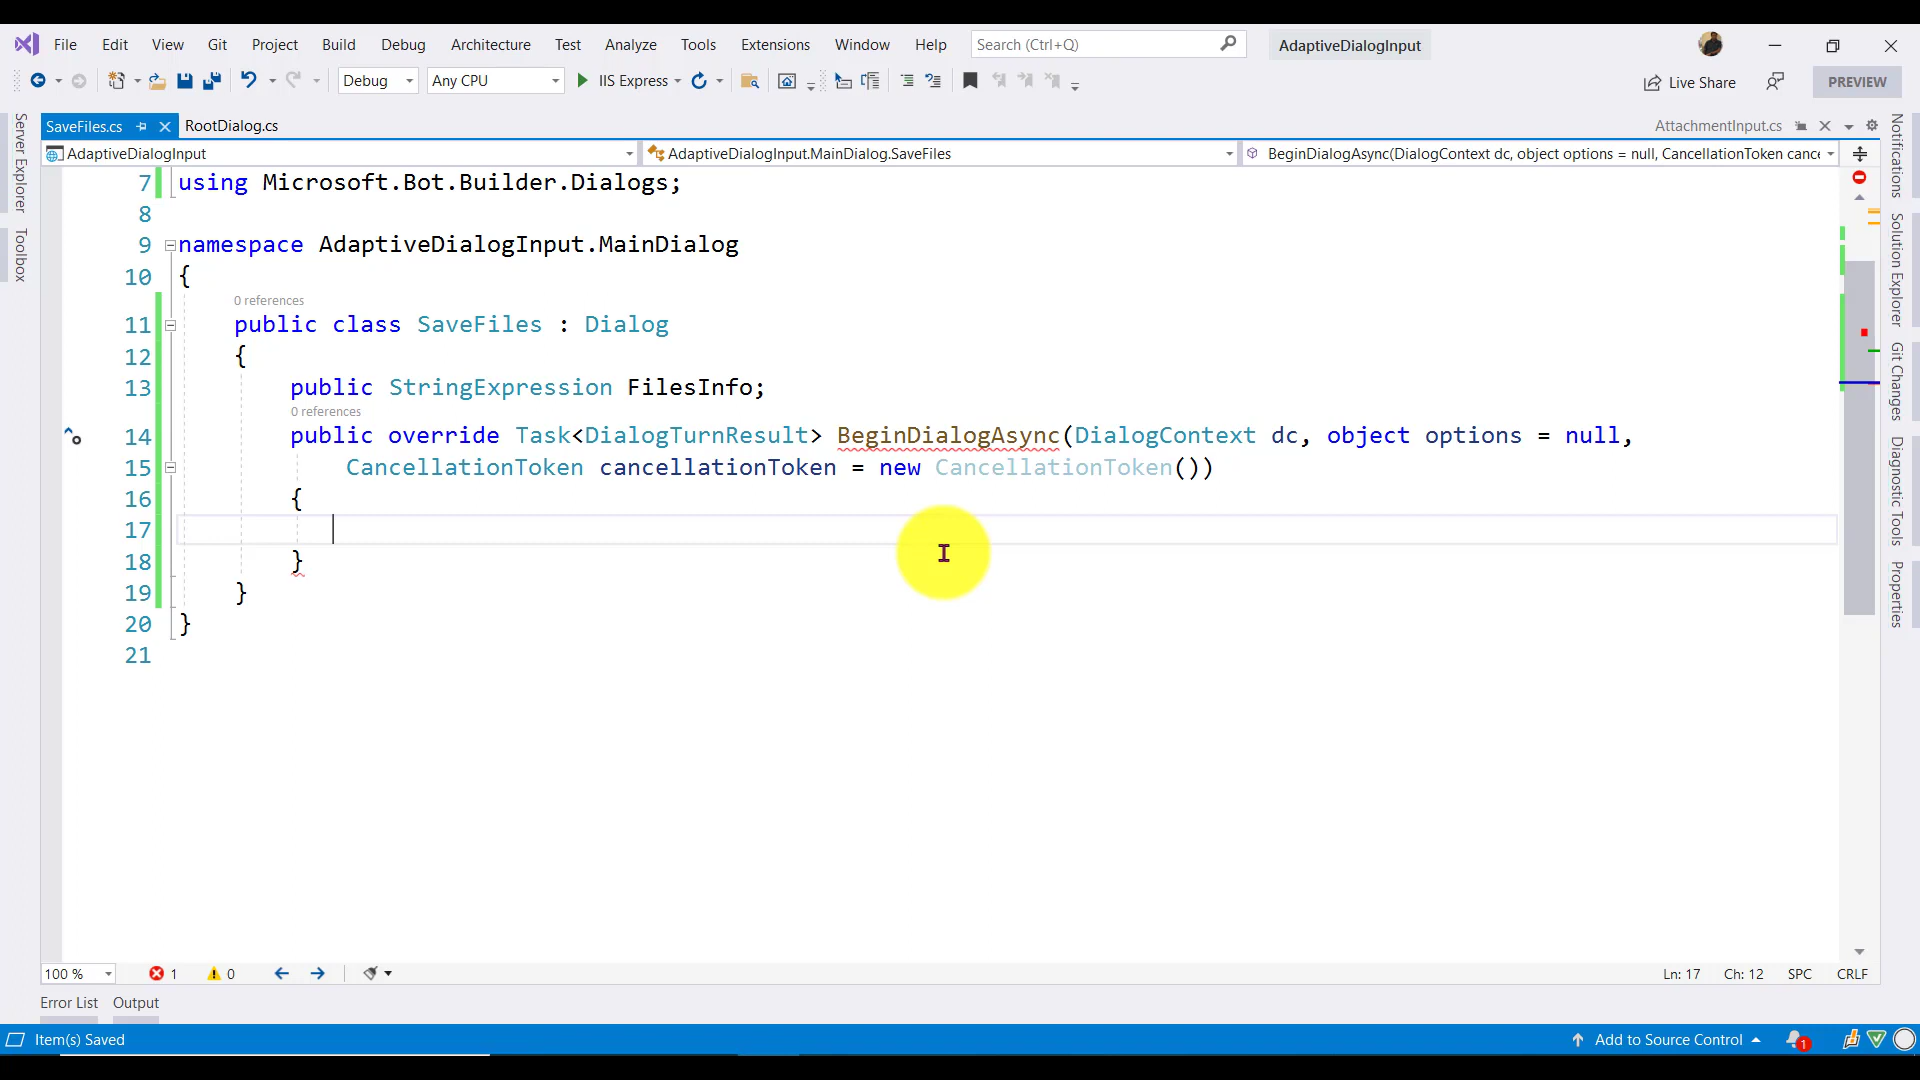 File Edit View Git Project Build Debug Architecture Test Analyze Tools Extensions Window Help Search (Ctrl+Q) AdaptiveDialogInput
Debug Any CPU IIS Express Live Share PREVIEW
SaveFiles.cs RootDialog.cs AttachmentInput.cs
AdaptiveDialogInput AdaptiveDialogInput.MainDialog.SaveFiles BeginDialogAsync(DialogContext dc, object options = null, CancellationToken cance
Server Explorer
Toolbox
7 using Microsoft.Bot.Builder.Dialogs;
8
9 namespace AdaptiveDialogInput.MainDialog
10 {
0 references
11 public class SaveFiles : Dialog
12 {
13 public StringExpression FilesInfo;
0 references
14 public override Task<DialogTurnResult> BeginDialogAsync(DialogContext dc, object options = null,
15 CancellationToken cancellationToken = new CancellationToken())
16 {
17
18 }
19 }
20 }
21
Notifications
Solution Explorer
Git Changes
Diagnostic Tools
Properties
100 % 1 0 Ln: 17 Ch: 12 SPC CRLF
Error List Output
Item(s) Saved Add to Source Control 1